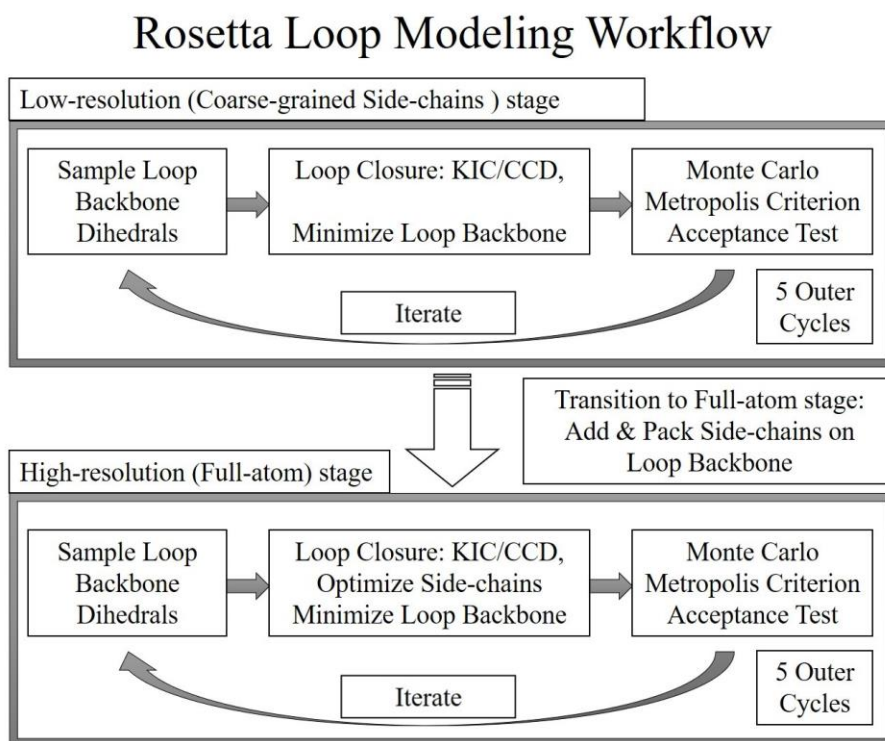 Rosetta Loop Modeling Workflow
Low-resolution (Coarse-grained Side-chains ) stage
Sample Loop
Backbone
Dihedrals
Loop Closure: KIC/CCD,
Minimize Loop Backbone
Monte Carlo
Metropolis Criterion
Acceptance Test
Iterate
5 Outer
Cycles
Transition to Full-atom stage:
Add & Pack Side-chains on
Loop Backbone
High-resolution (Full-atom) stage
Sample Loop
Backbone
Dihedrals
Loop Closure: KIC/CCD,
Optimize Side-chains
Minimize Loop Backbone
Monte Carlo
Metropolis Criterion
Acceptance Test
Iterate
5 Outer
Cycles